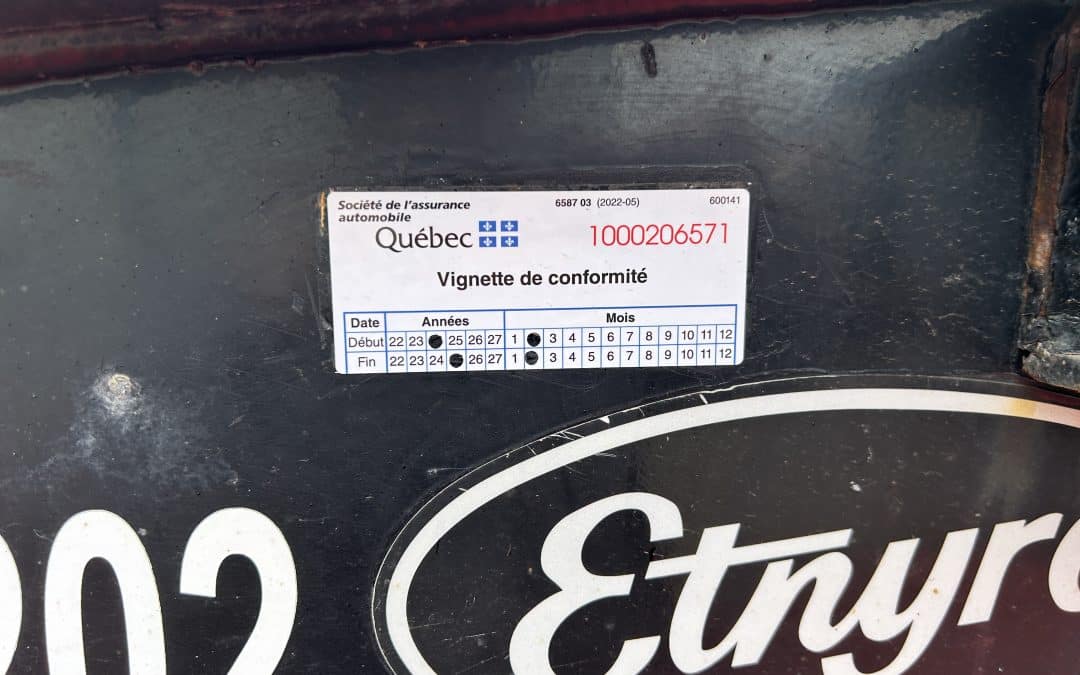 Société de l'assurance
automobile
Québec
6587 03 (2022-05)
600141
1000206571
Vignette de conformité
Date Années Mois
Début 22 23 25 26 27 1 3 4 5 6 7 8 9 10 11 12
Fin 22 23 24 26 27 1 3 4 5 6 7 8 9 10 11 12
02
Etnyre